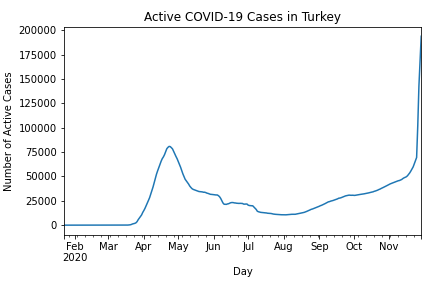 Active COVID-19 Cases in Turkey
Number of Active Cases
200000
175000
150000
125000
100000
75000
50000
25000
0
Feb Mar Apr May Jun Jul Aug Sep Oct Nov
2020
Day